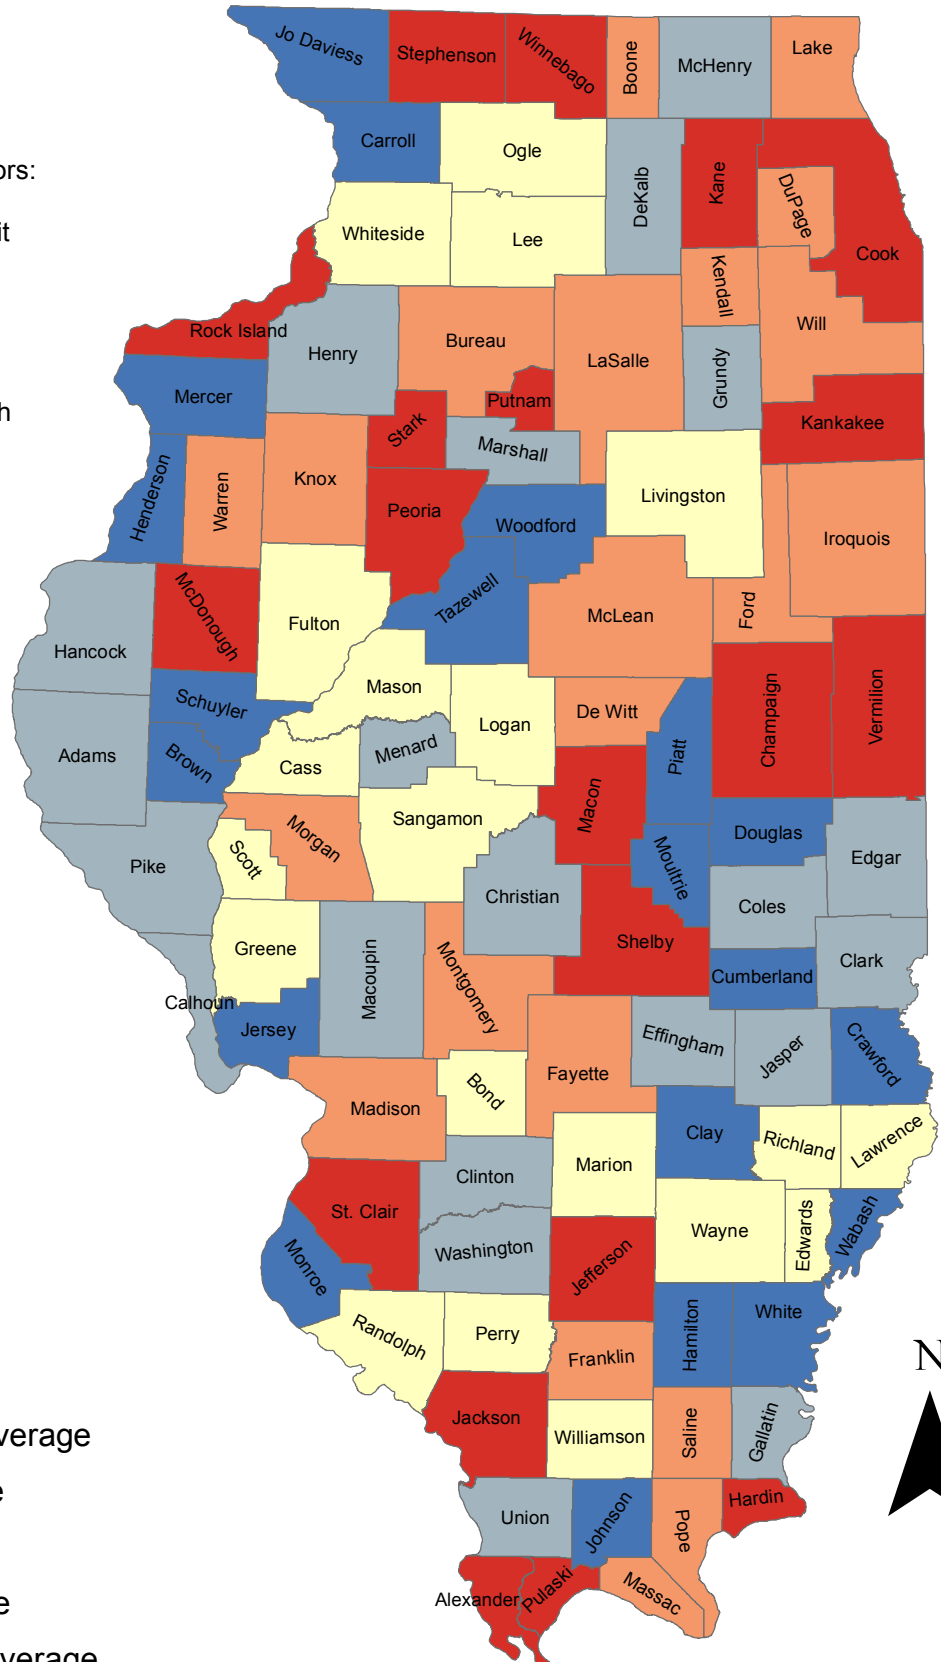 Jo Daviess
Stephenson
Winnebago
Boone
McHenry
Lake
Carroll
Ogle
DeKalb
Kane
DuPage
Cook
ors:
it
h
Whiteside
Lee
Kendall
Will
Rock Island
Henry
Bureau
LaSalle
Grundy
Mercer
Putnam
Stark
Marshall
Kankakee
Henderson
Warren
Knox
Peoria
Woodford
Livingston
Iroquois
Tazewell
McLean
Ford
Hancock
McDonough
Fulton
Mason
Logan
De Witt
Champaign
Vermilion
Schuyler
Adams
Brown
Cass
Menard
Macon
Piatt
Douglas
Edgar
Pike
Scott
Morgan
Sangamon
Christian
Moultrie
Coles
Shelby
Greene
Macoupin
Montgomery
Cumberland
Clark
Calhoun
Jersey
Effingham
Jasper
Crawford
Fayette
Bond
Madison
Clay
Richland
Lawrence
Marion
Clinton
St. Clair
Washington
Wayne
Edwards
Wabash
Monroe
Jefferson
Randolph
Perry
Hamilton
White
Franklin
N
Jackson
Williamson
Saline
Gallatin
Union
Johnson
Pope
Hardin
Alexander
Pulaski
Massac
verage
e
e
verage